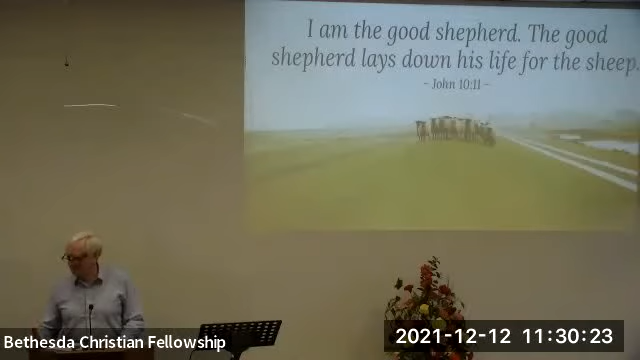 I am the good shepherd. The good
shepherd lays down his life for the sheep.
~ John 10:11 ~
Bethesda Christian Fellowship
2021-12-12 11:30:23